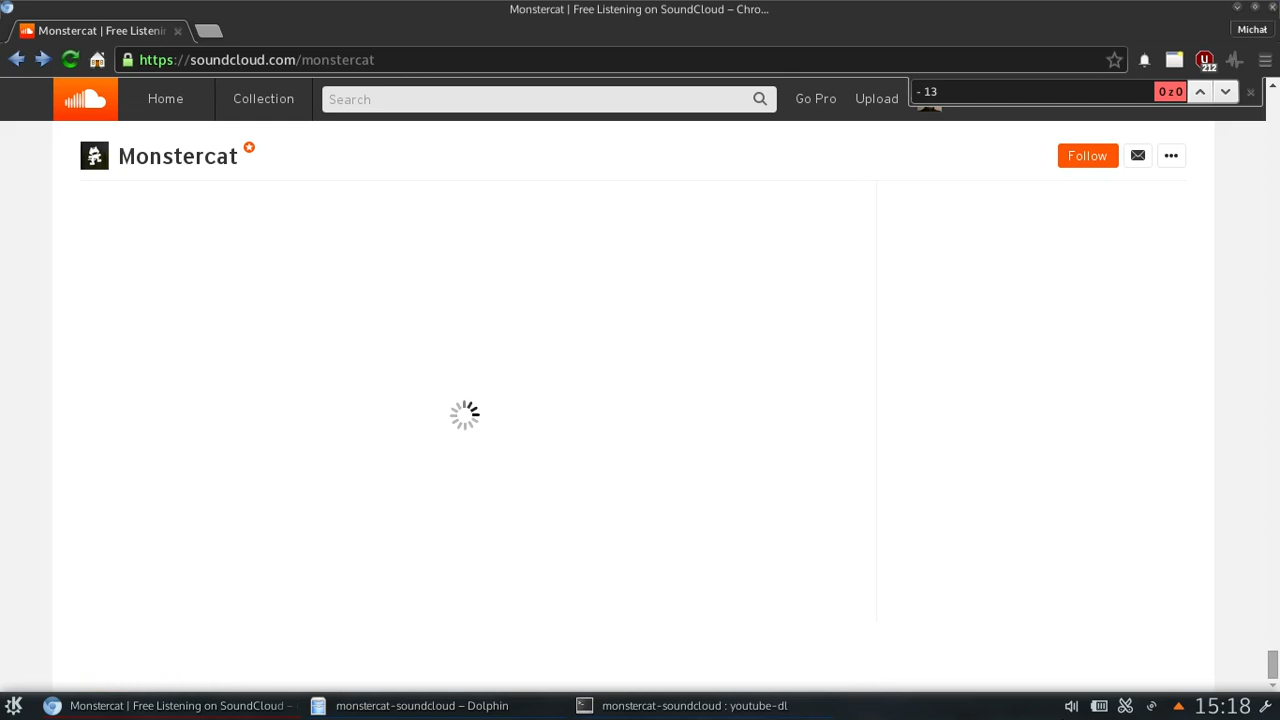 Monstercat | Free Listening on SoundCloud – Chro...
Monstercat | Free Listenin
Michał
https://soundcloud.com/monstercat
212
Home
Collection
Search
Go Pro
Upload
- 13
0 z 0
Monstercat
Follow
Monstercat | Free Listening on SoundCloud –
monstercat-soundcloud – Dolphin
monstercat-soundcloud : youtube-dl
15:18